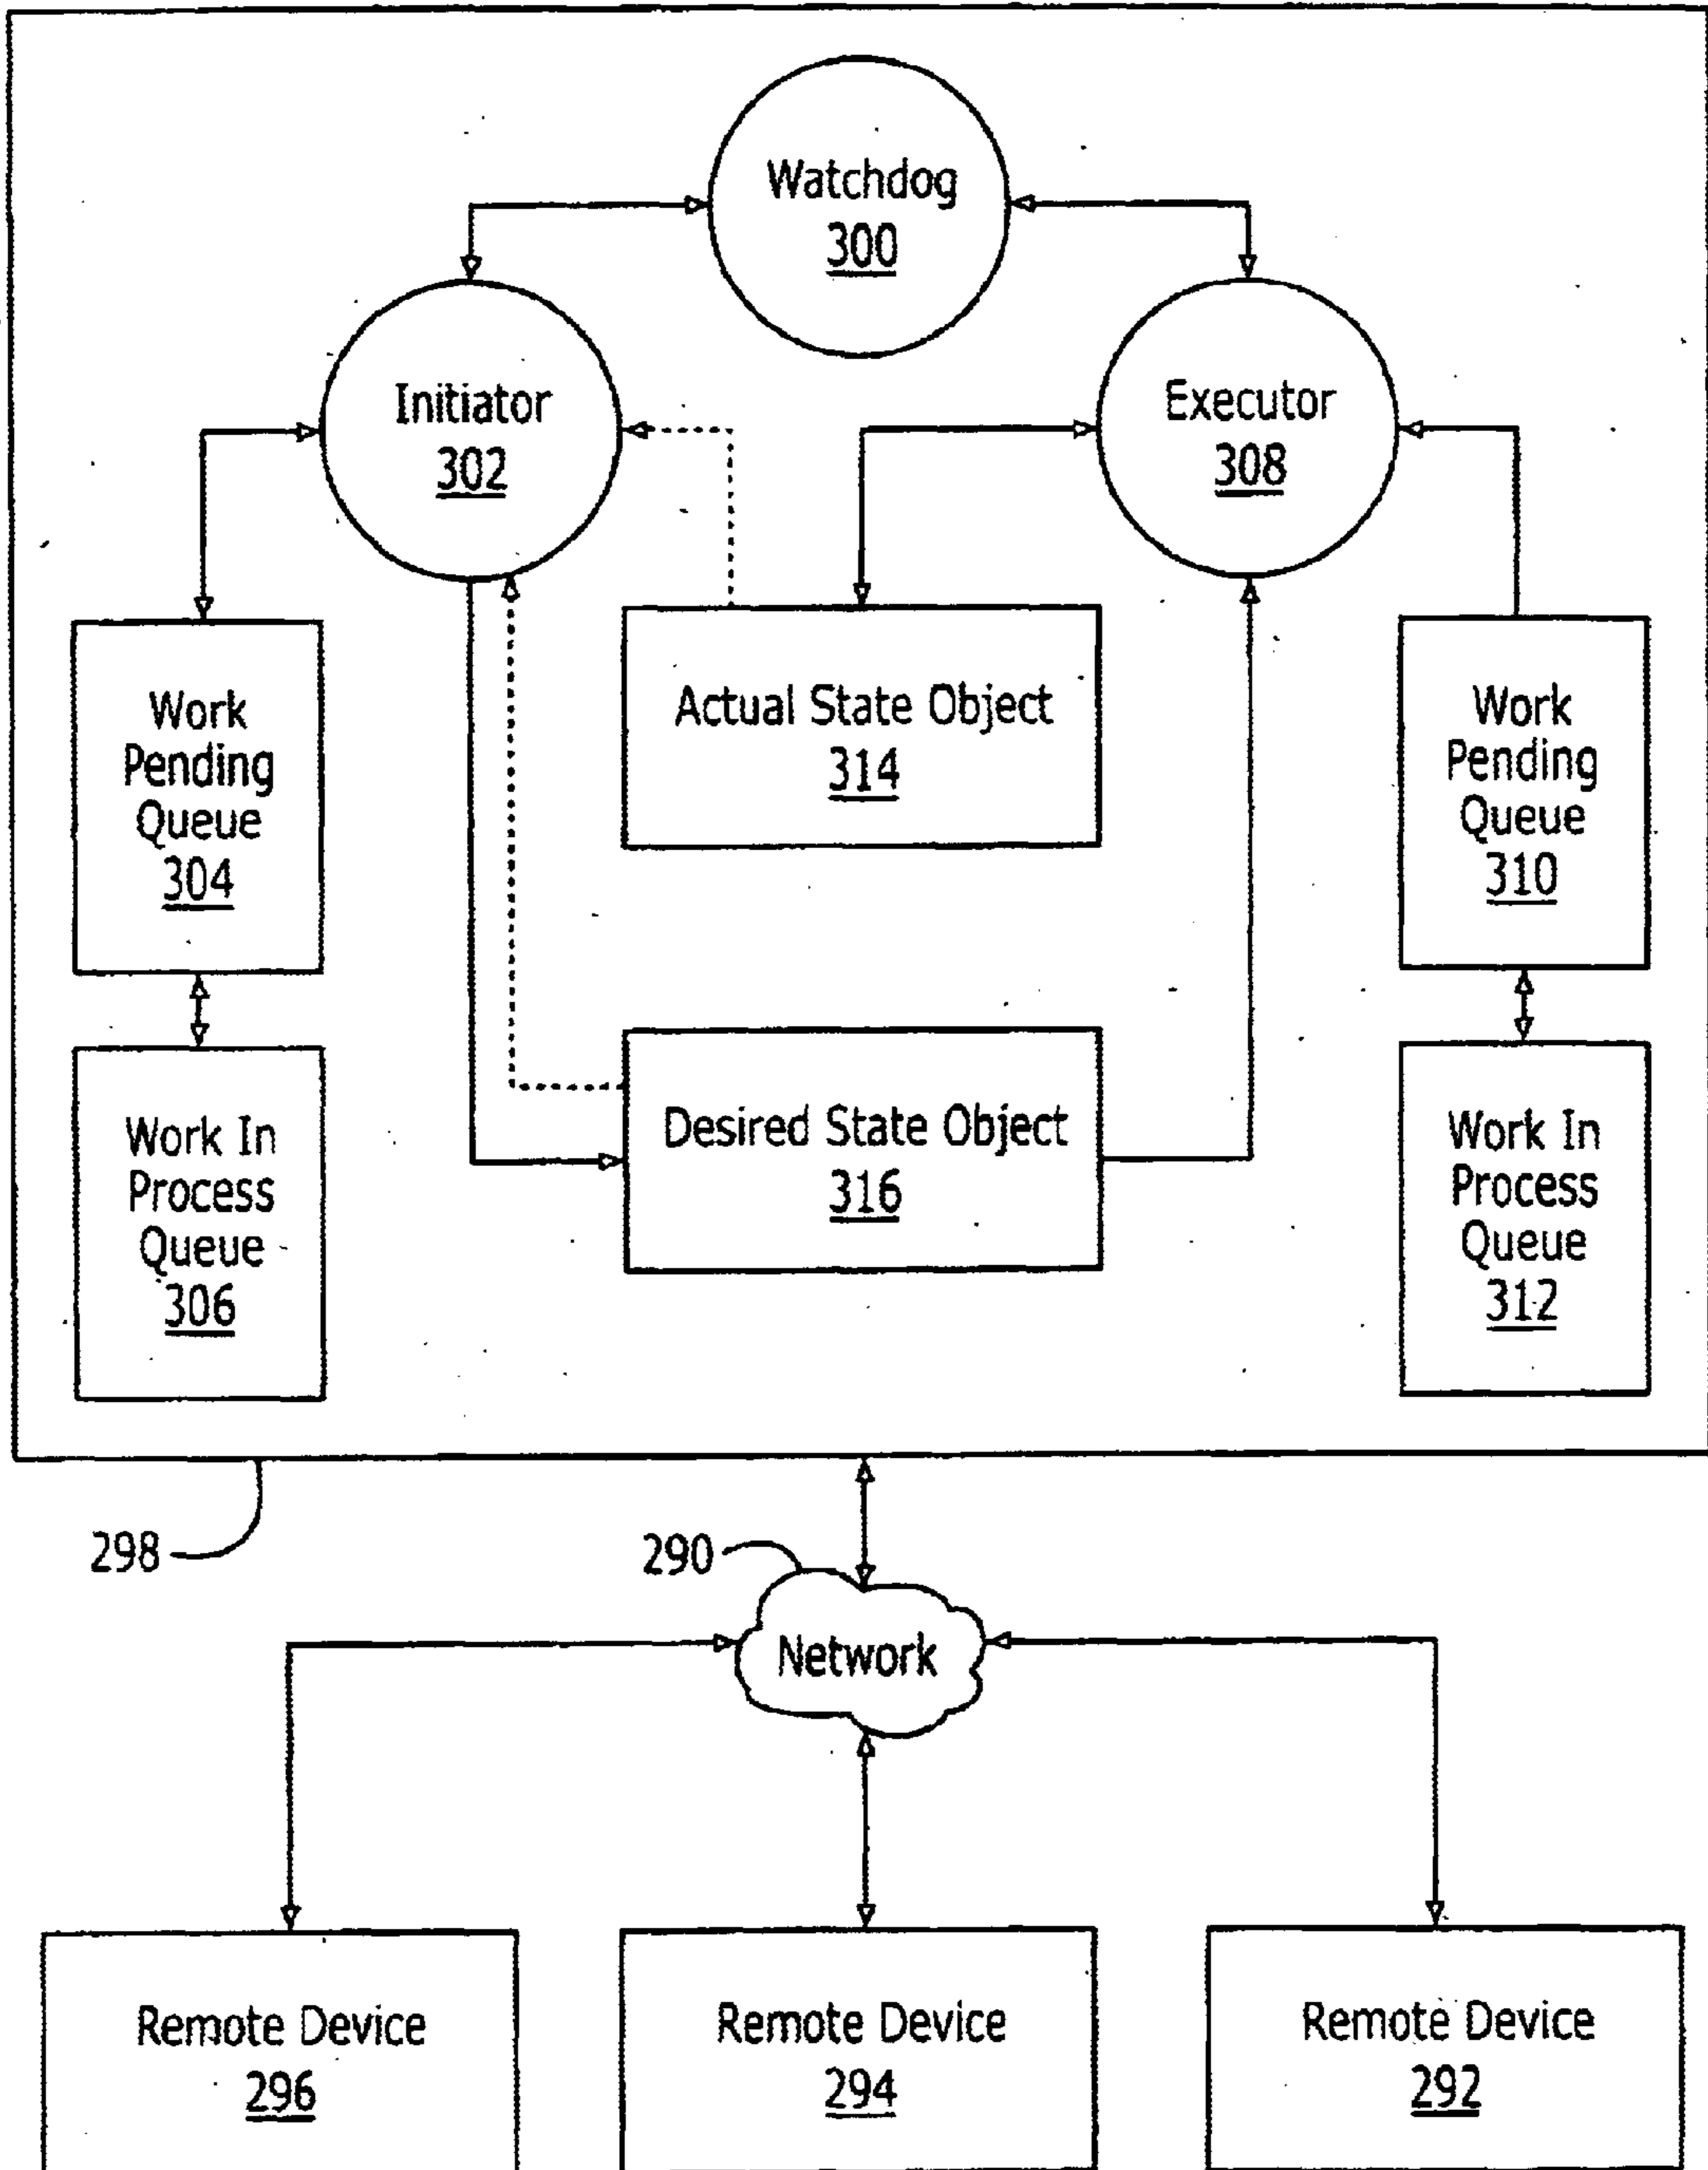 Watchdog
300
Initiator
302
Executor
308
Work
Pending
Queue
304
Actual State Object
314
Work
Pending
Queue
310
Work In
Process
Queue
306
Desired State Object
316
Work In
Process
Queue
312
298
290
Network
Remote Device
296
Remote Device
294
Remote Device
292